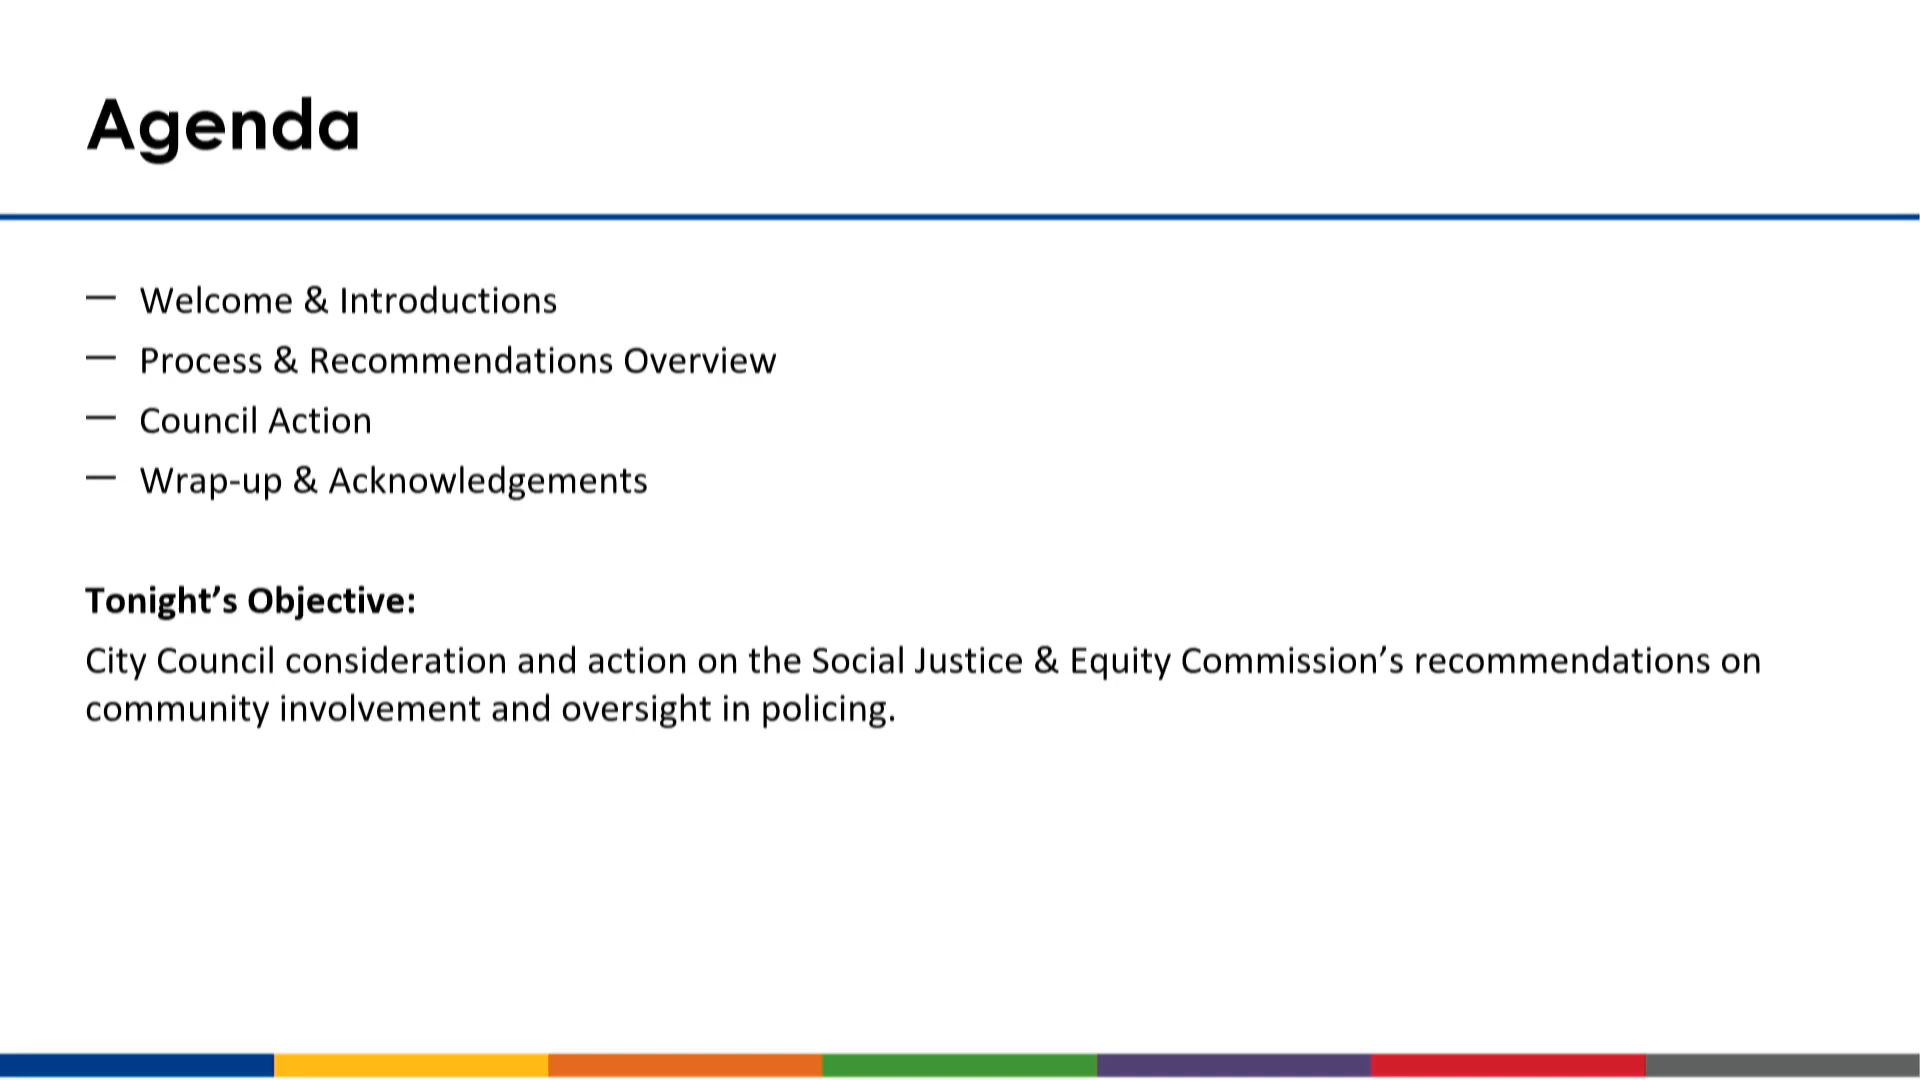 Agenda
— Welcome & Introductions
— Process & Recommendations Overview
— Council Action
— Wrap-up & Acknowledgements
Tonight’s Objective:
City Council consideration and action on the Social Justice & Equity Commission’s recommendations on
community involvement and oversight in policing.